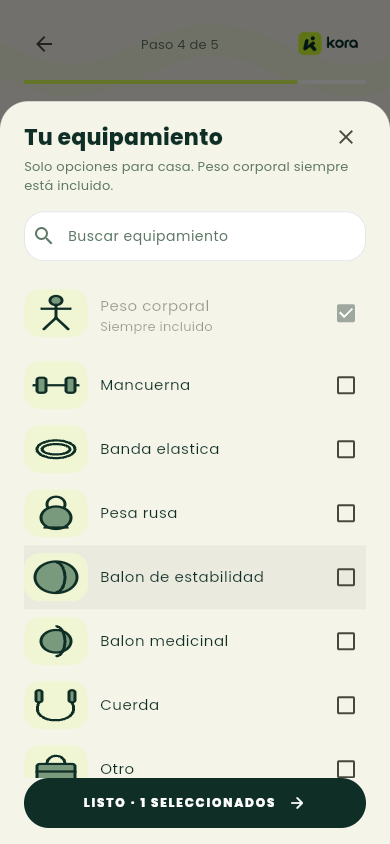 Paso 4 de 5
kora
Tu equipamiento
Solo opciones para casa. Peso corporal siempre
está incluido.
Buscar equipamiento
Peso corporal
Siempre incluido
Mancuerna
Banda elastica
Pesa rusa
Balon de estabilidad
Balon medicinal
Cuerda
Otro
LISTO · 1 SELECCIONADOS